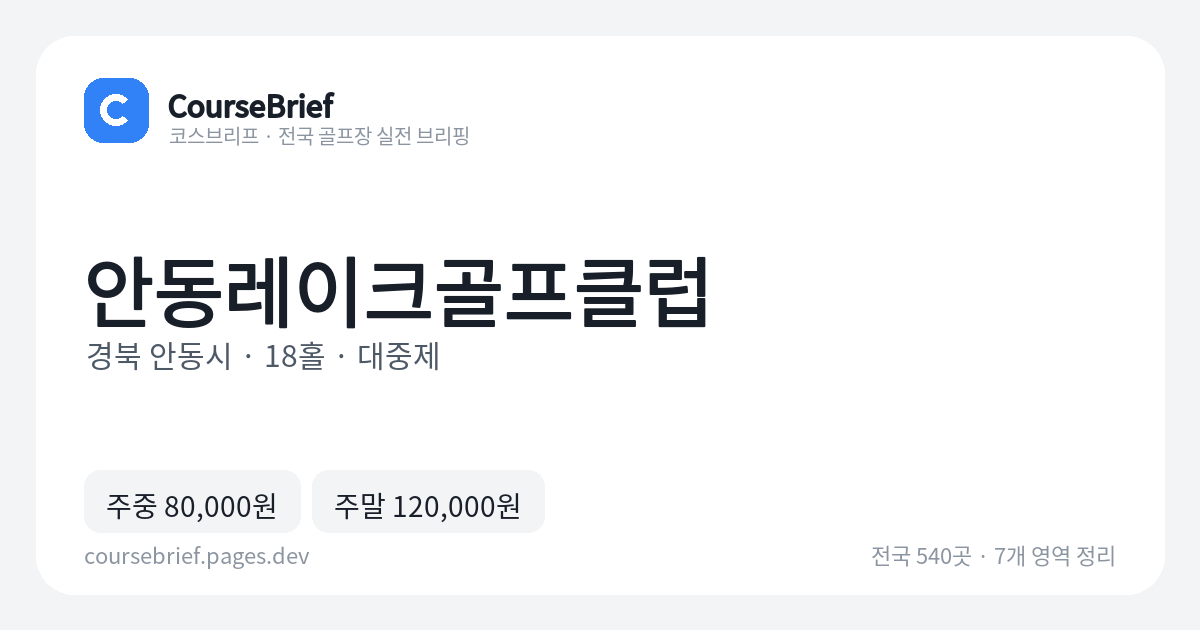 C
CourseBrief
코스브리프 · 전국 골프장 실전 브리핑
안동레이크골프클럽
경북 안동시 · 18홀 · 대중제
주중 80,000원 주말 120,000원
coursebrief.pages.dev
전국 540곳 · 7개 영역 정리